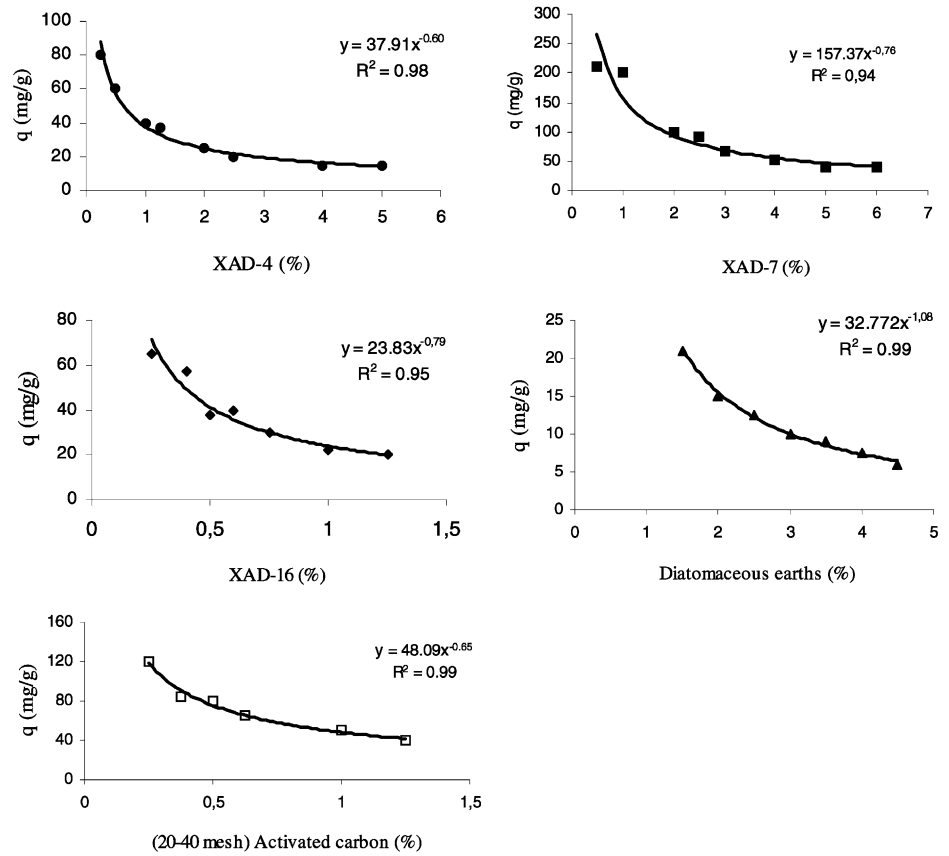 100
80
60
40
20
0
q (mg/g)
y = 37.91x^-0.60
R² = 0.98
0 1 2 3 4 5 6
XAD-4 (%)
300
250
200
150
100
50
0
q (mg/g)
y = 157.37x^-0,76
R² = 0,94
0 1 2 3 4 5 6 7
XAD-7 (%)
80
60
40
20
0
q (mg/g)
y = 23.83x^-0,79
R² = 0.95
0 0,5 1 1,5
XAD-16 (%)
25
20
15
10
5
0
q (mg/g)
y = 32.772x^-1,08
R² = 0.99
0 1 2 3 4 5
Diatomaceous earths (%)
160
120
80
40
0
q (mg/g)
y = 48.09x^-0.65
R² = 0.99
0 0,5 1 1,5
(20-40 mesh) Activated carbon (%)